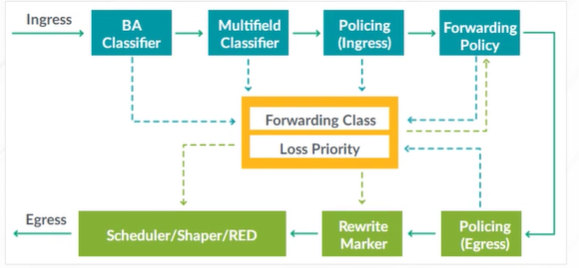 Ingress
BA
Classifier
Multifield
Classifier
Policing
(Ingress)
Forwarding
Policy
Forwarding Class
Loss Priority
Egress
Scheduler/Shaper/RED
Rewrite
Marker
Policing
(Egress)